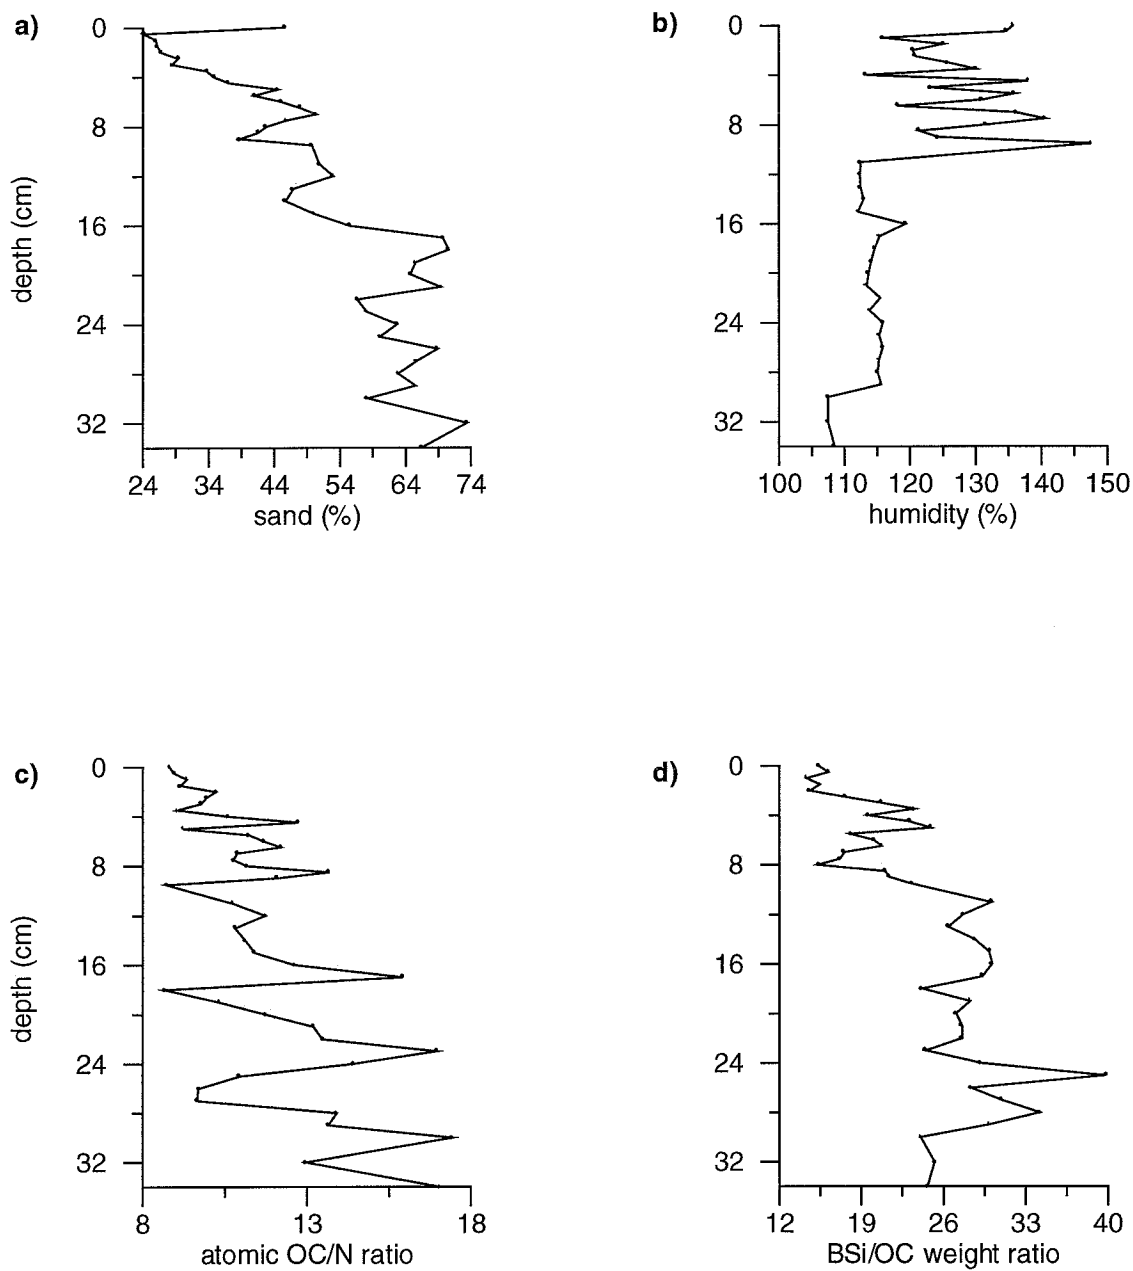 a)
0
8
16
24
32
depth (cm)
24 34 44 54 64 74
sand (%)
b)
0
8
16
24
32
100 110 120 130 140 150
humidity (%)
c)
0
8
16
24
32
depth (cm)
8 13 18
atomic OC/N ratio
d)
0
8
16
24
32
12 19 26 33 40
BSi/OC weight ratio